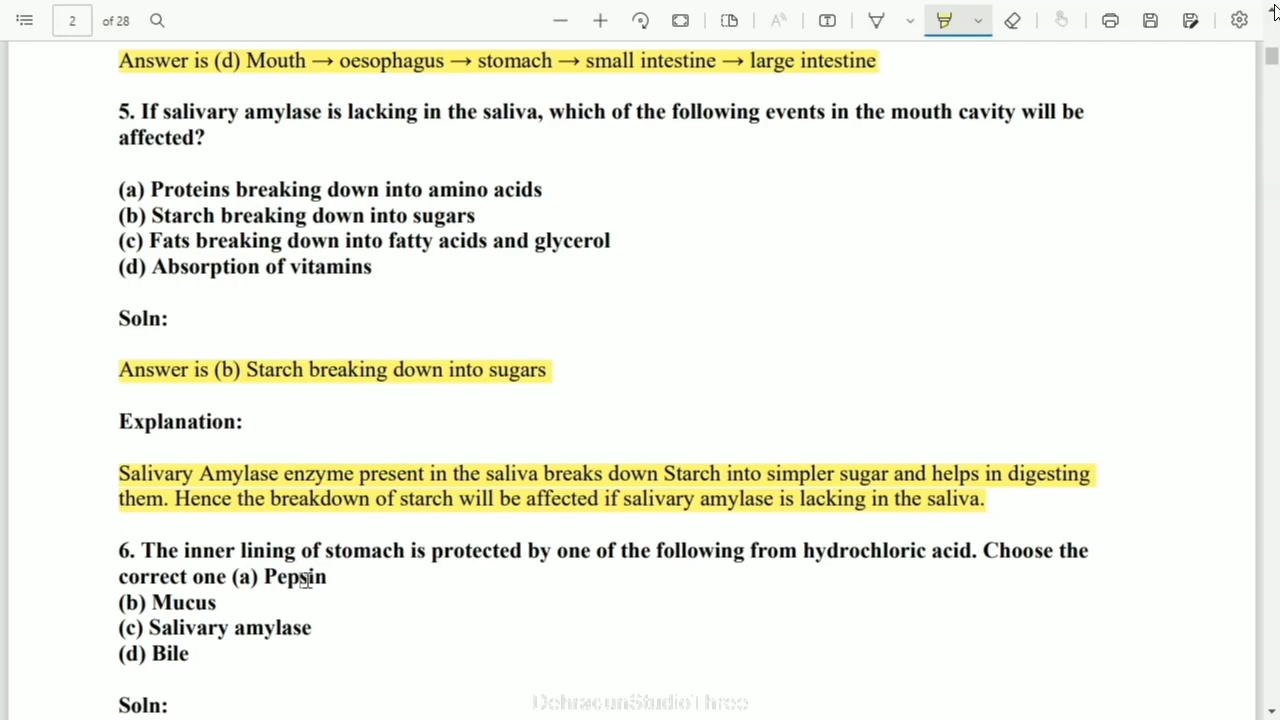 2 of 28
Answer is (d) Mouth → oesophagus → stomach → small intestine → large intestine
5. If salivary amylase is lacking in the saliva, which of the following events in the mouth cavity will be
affected?
(a) Proteins breaking down into amino acids
(b) Starch breaking down into sugars
(c) Fats breaking down into fatty acids and glycerol
(d) Absorption of vitamins
Soln:
Answer is (b) Starch breaking down into sugars
Explanation:
Salivary Amylase enzyme present in the saliva breaks down Starch into simpler sugar and helps in digesting
them. Hence the breakdown of starch will be affected if salivary amylase is lacking in the saliva.
6. The inner lining of stomach is protected by one of the following from hydrochloric acid. Choose the
correct one (a) Pepsin
(b) Mucus
(c) Salivary amylase
(d) Bile
Soln:
DehradunStudioThree